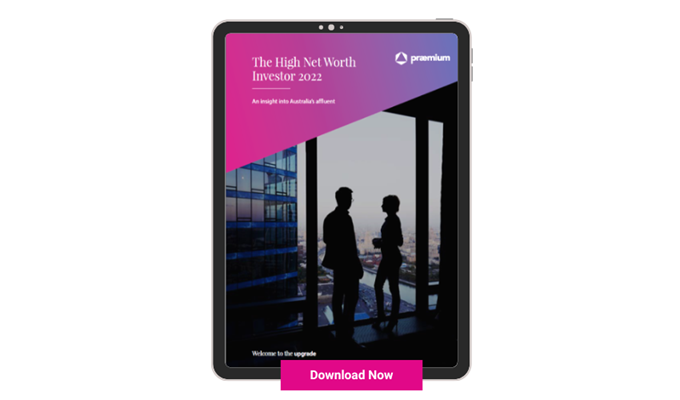 The High Net Worth
Investor 2022
præmium
An insight into Australia's affluent
Welcome to the upgrade
Download Now